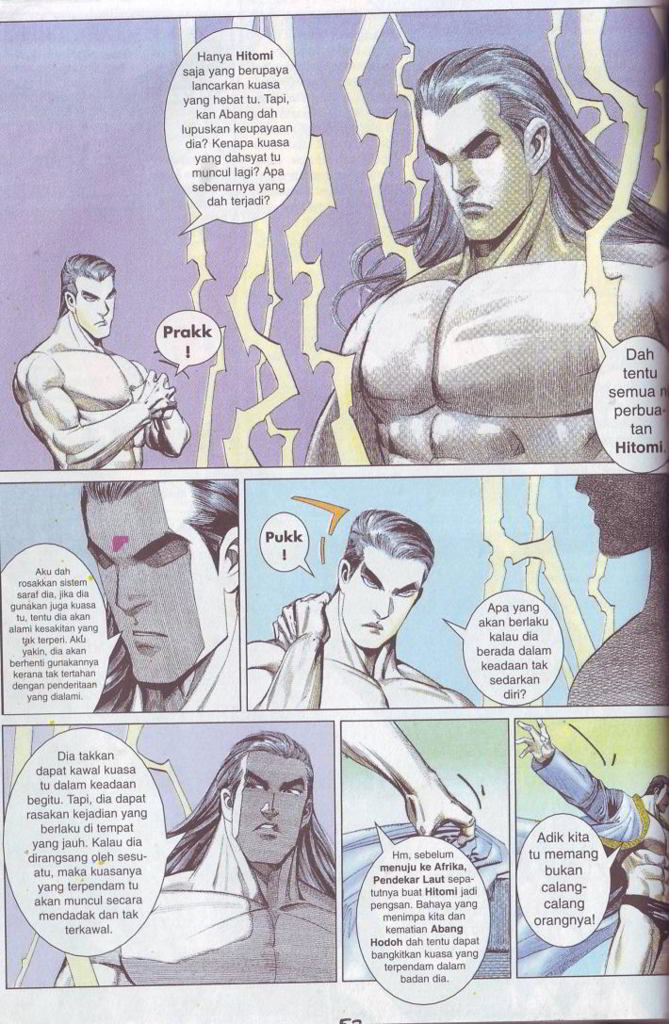 Hanya Hitomi
saja yang berupaya
lancarkan kuasa
yang hebat tu. Tapi,
kan Abang dah
lupuskan keupayaan
dia? Kenapa kuasa
yang dahsyat tu
muncul lagi? Apa
sebenarnya yang
dah terjadi?
Prakk
!
Dah
tentu
semua ni
perbua-
tan
Hitomi.
Aku dah
rosakkan sistem
saraf dia, jika dia
gunakan juga kuasa
tu, tentu dia akan
alami kesakitan yang
tak terperi. Aku
yakin, dia akan
berhenti gunakannya
kerana tak tertahan
dengan penderitaan
yang dialami.
Pukk
!
Apa yang
akan berlaku
kalau dia
berada dalam
keadaan tak
sedarkan
diri?
Dia takkan
dapat kawal kuasa
tu dalam keadaan
begitu. Tapi, dia dapat
rasakan kejadian yang
berlaku di tempat
yang jauh. Kalau dia
dirangsang oleh sesu-
atu, maka kuasanya
yang terpendam tu
akan muncul secara
mendadak dan tak
terkawal.
Hm, sebelum
menuju ke Afrika,
Pendekar Laut sepa-
tutnya buat Hitomi jadi
pengsan. Bahaya yang
menimpa kita dan
kematian Abang
Hodoh dah tentu dapat
bangkitkan kuasa yang
terpendam dalam
badan dia.
Adik kita
tu memang
bukan
calang-
calang
orangnya!